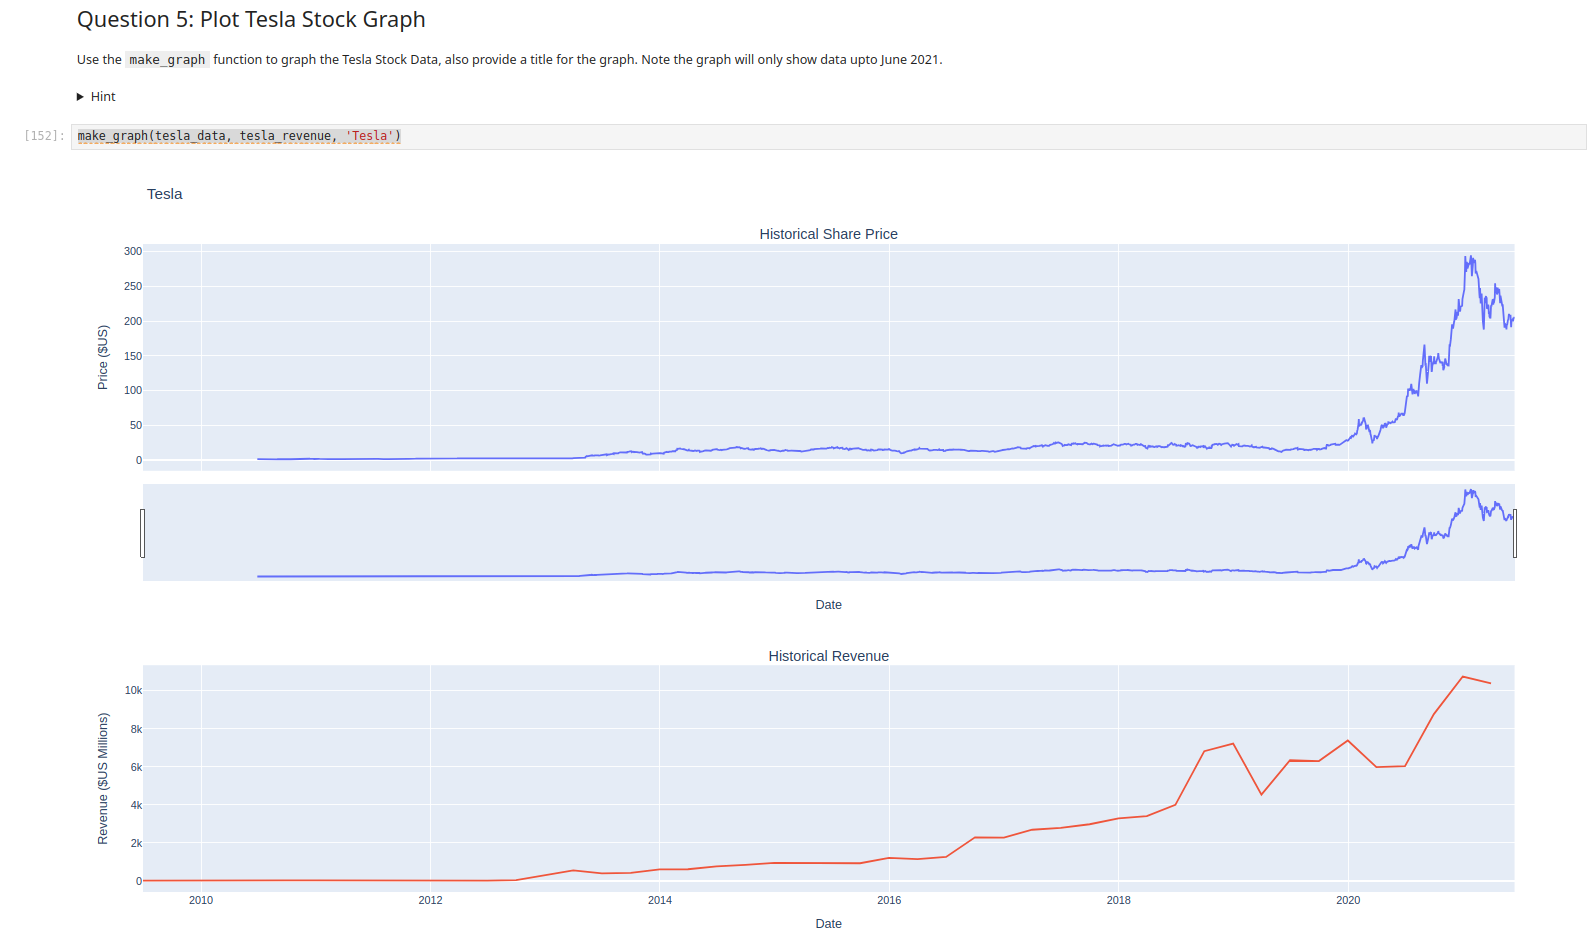 Question 5: Plot Tesla Stock Graph
Use the make_graph function to graph the Tesla Stock Data, also provide a title for the graph. Note the graph will only show data upto June 2021.
Hint
[152]: make_graph(tesla_data, tesla_revenue, 'Tesla')
Tesla
Historical Share Price
300
250
200
150
100
50
0
Price ($US)
Date
Historical Revenue
10k
8k
6k
4k
2k
0
Revenue ($US Millions)
2010 2012 2014 2016 2018 2020
Date